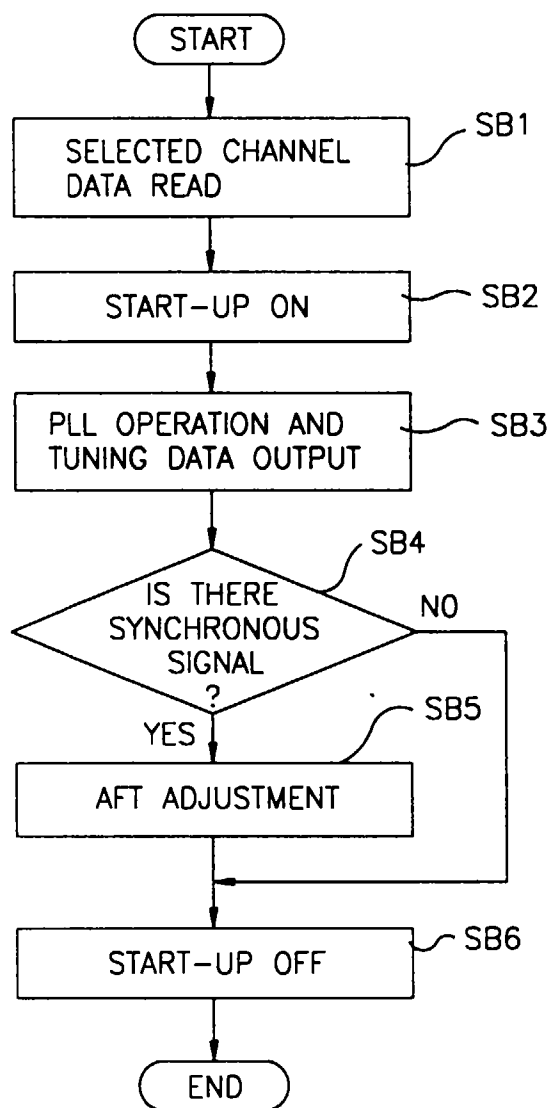 START
SELECTED CHANNEL
DATA READ
SB1
START-UP ON
SB2
PLL OPERATION AND
TUNING DATA OUTPUT
SB3
SB4
IS THERE
SYNCHRONOUS
SIGNAL
?
NO
YES
SB5
AFT ADJUSTMENT
START-UP OFF
SB6
END